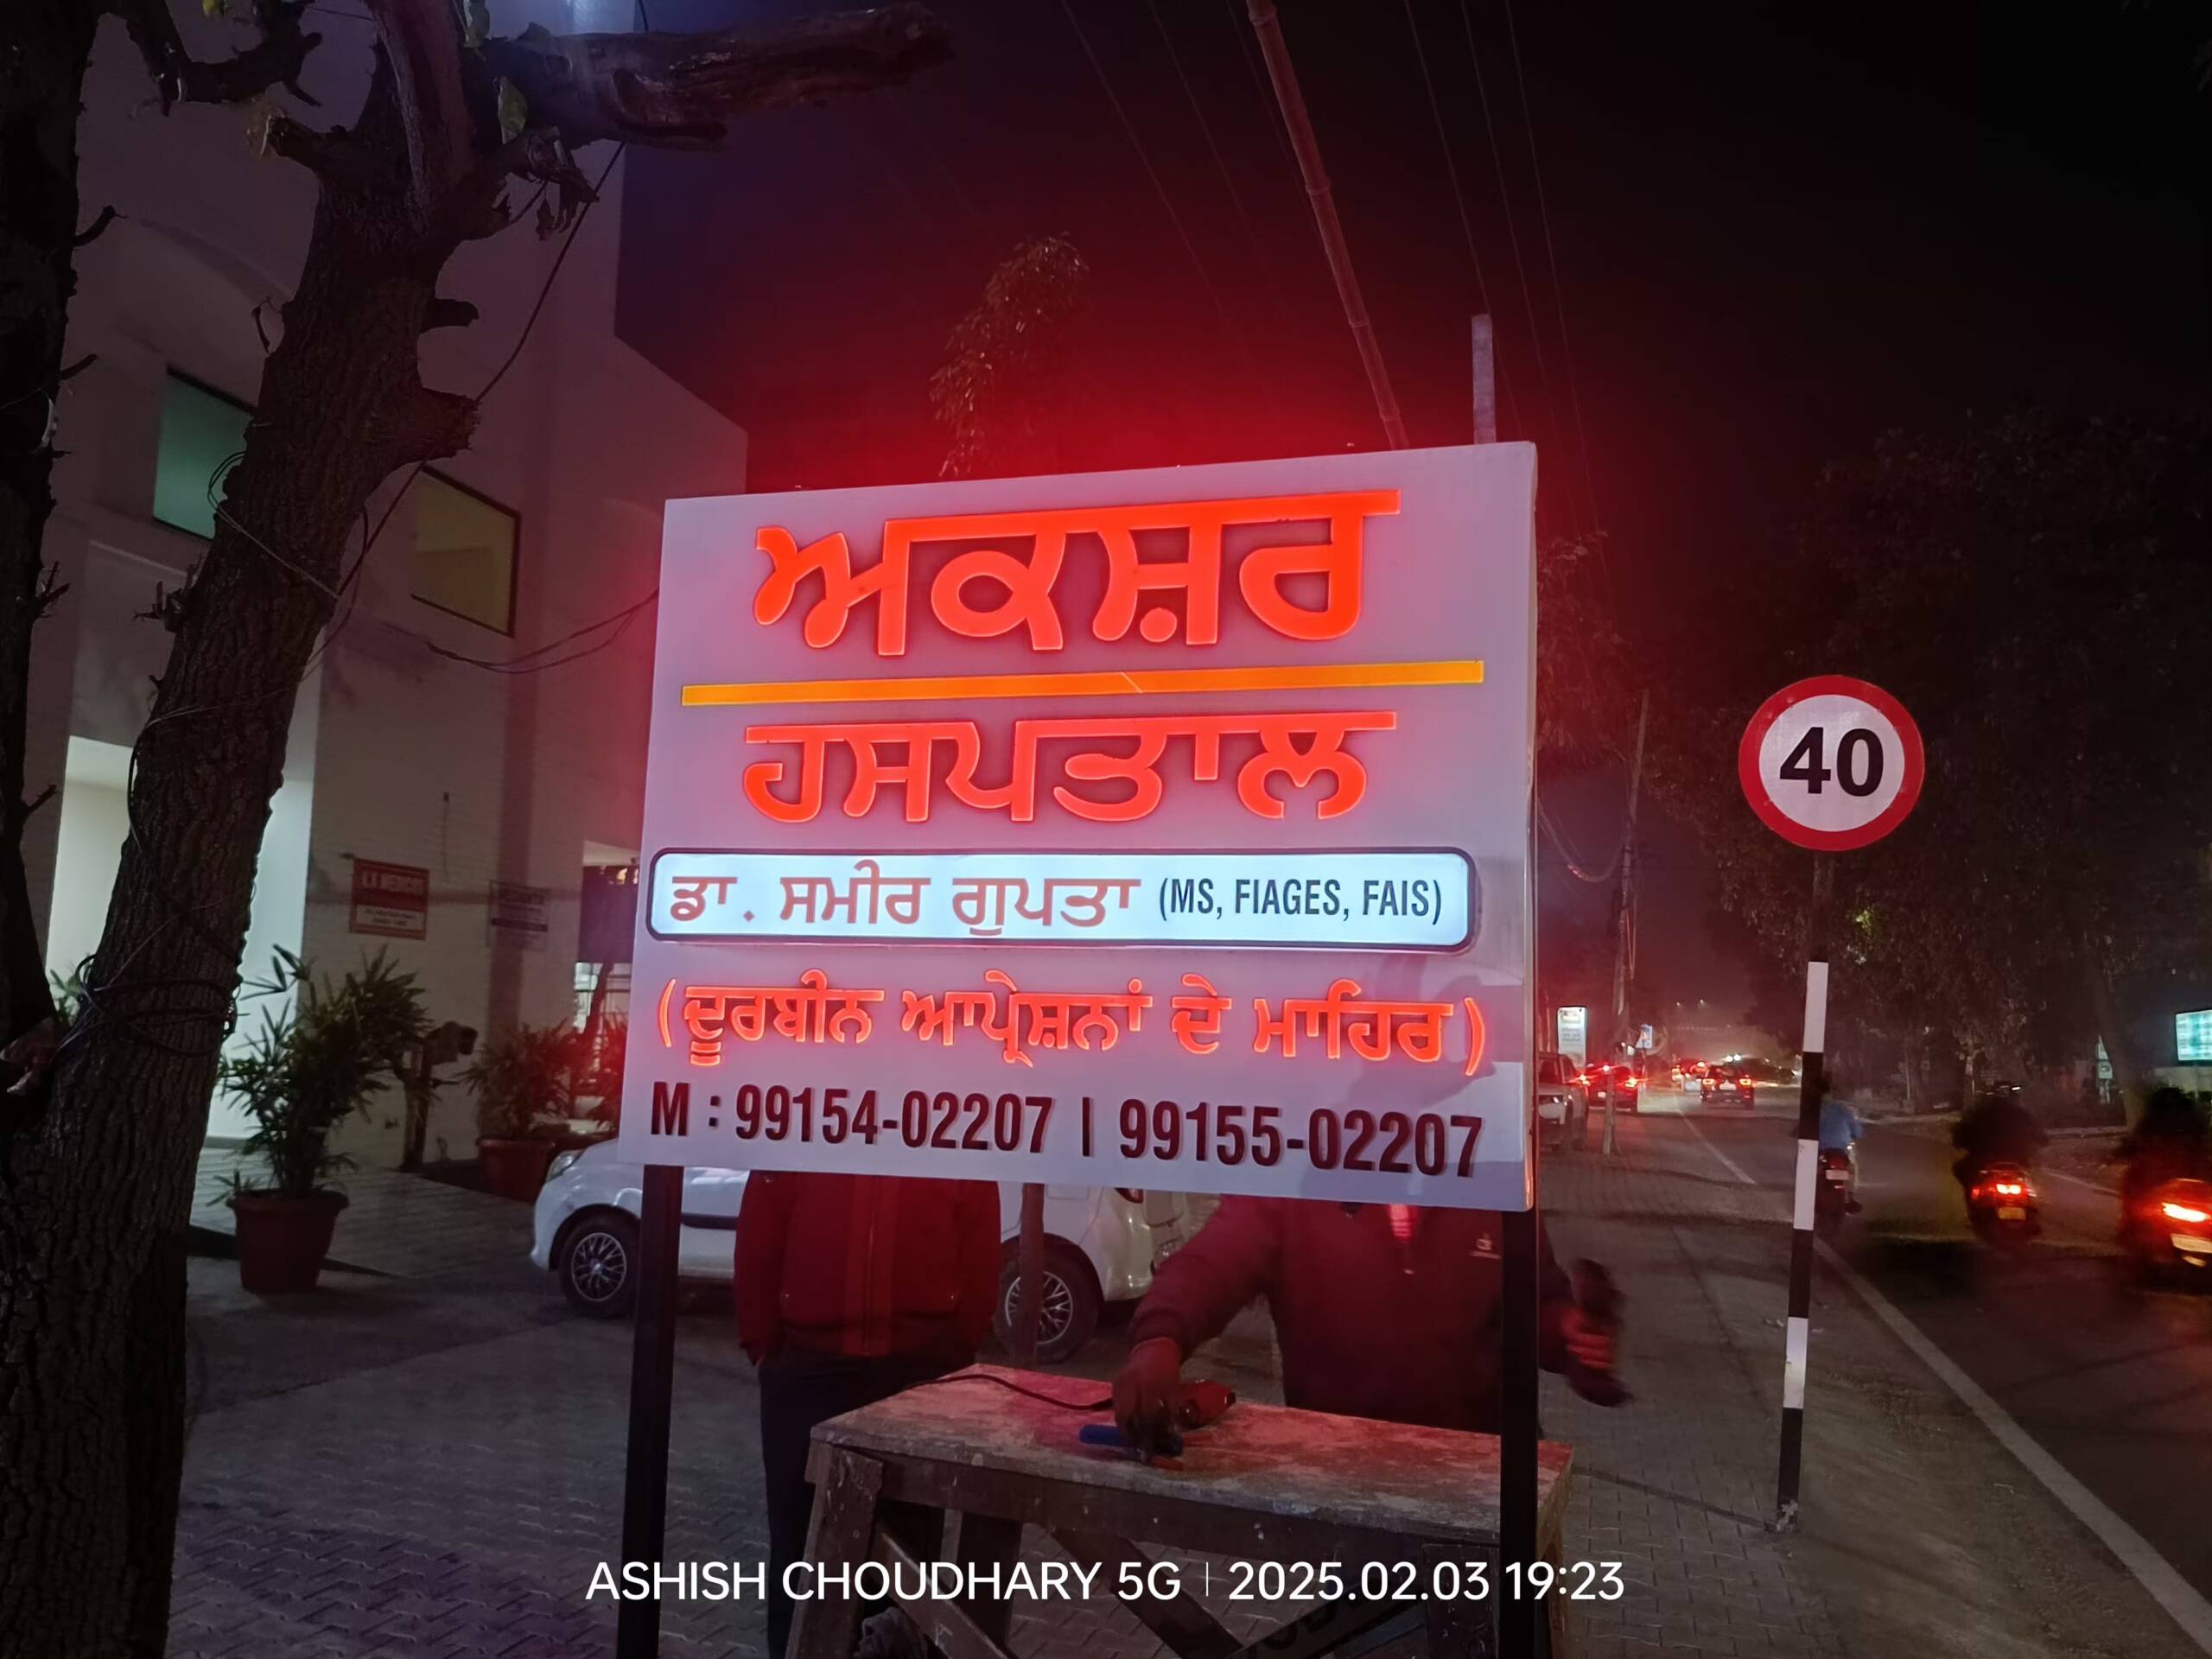 ਅਕਸ਼ਰ
ਹਸਪਤਾਲ
ਡਾ. ਸਮੀਰ ਗੁਪਤਾ (MS, FIAGES, FAIS)
(ਦੂਰਬੀਨ ਆਪ੍ਰੇਸ਼ਨਾਂ ਦੇ ਮਾਹਿਰ)
M : 99154-02207 | 99155-02207
40
ASHISH CHOUDHARY 5G | 2025.02.03 19:23